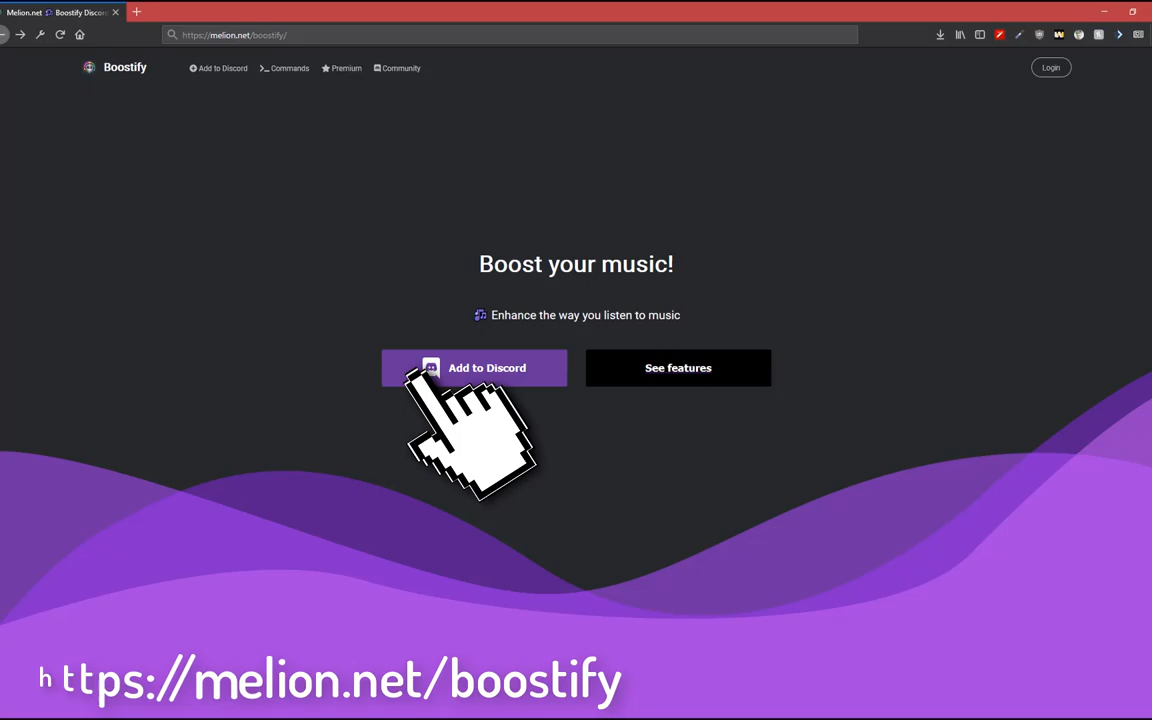 Melion.net Boostify Discor
https://melion.net/boostify/
Boostify
Add to Discord
Commands
Premium
Community
Login
Boost your music!
Enhance the way you listen to music
Add to Discord
See features
https://melion.net/boostify